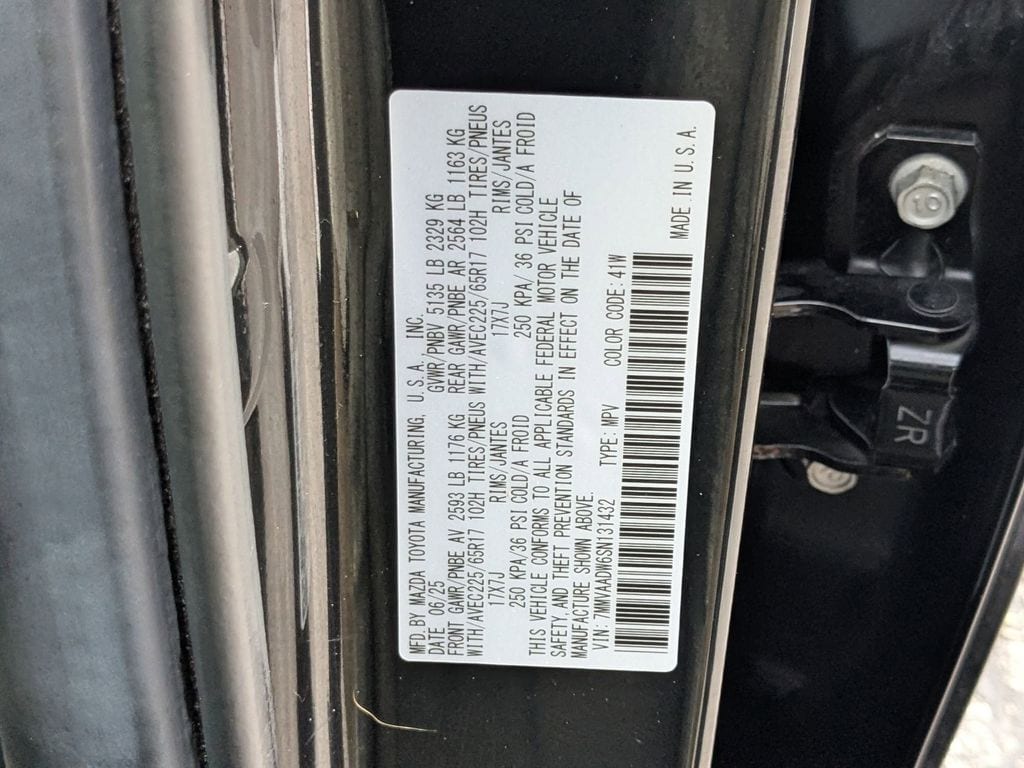 MFD.BY MAZDA TOYOTA MANUFACTURING, U.S.A., INC.
DATE 06/25 GVWR/PNBV 5135 LB 2329 KG
FRONT GAWR/PNBE AV 2593 LB 1176 KG REAR GAWR/PNBE AR 2564 LB 1163 KG
WITH/AVEC225/65R17 102H TIRES/PNEUS WITH/AVEC225/65R17 102H TIRES/PNEUS
17X7J RIMS/JANTES 17X7J RIMS/JANTES
250 KPA/36 PSI COLD/A FROID 250 KPA/ 36 PSI COLD/A FROID
THIS VEHICLE CONFORMS TO ALL APPLICABLE FEDERAL MOTOR VEHICLE
SAFETY, AND THEFT PREVENTION STANDARDS IN EFFECT ON THE DATE OF
MANUFACTURE SHOWN ABOVE.
VIN:7MMVAADW6SN131432 TYPE:MPV COLOR CODE:41W
MADE IN U.S.A.
10
ZR